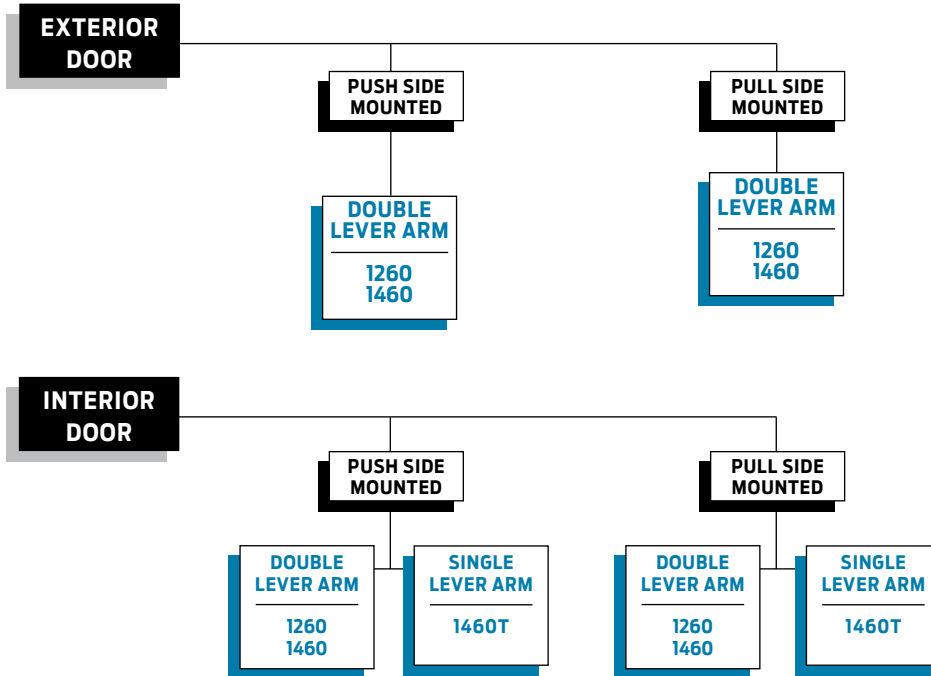 EXTERIOR
DOOR
PUSH SIDE
MOUNTED
PULL SIDE
MOUNTED
DOUBLE
LEVER ARM
1260
1460
DOUBLE
LEVER ARM
1260
1460
INTERIOR
DOOR
PUSH SIDE
MOUNTED
PULL SIDE
MOUNTED
DOUBLE
LEVER ARM
1260
1460
SINGLE
LEVER ARM
1460T
DOUBLE
LEVER ARM
1260
1460
SINGLE
LEVER ARM
1460T